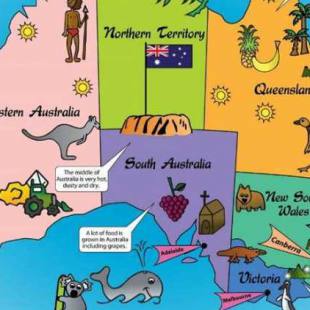 Northern Territory
Queensland
stern Australia
The middle of
Australia is very hot,
dusty and dry.
South Australia
A lot of food is
grown in Australia
including grapes.
New So
Wales
Adelaide
Canberra
Victoria
Melbourne